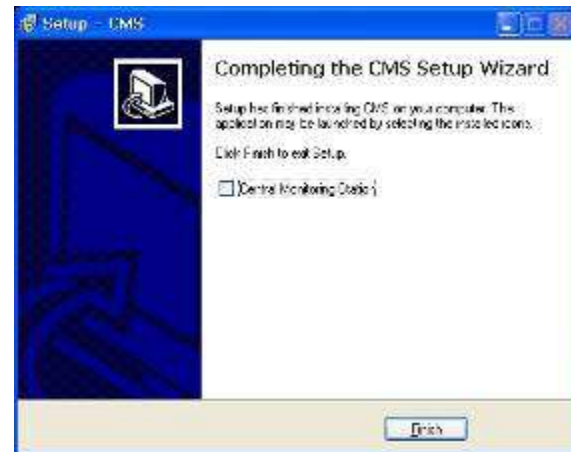 Setup - CMS
Completing the CMS Setup Wizard
Setup has finished installing CMS on your computer. The
application may be launched by selecting the installed icons.
Click Finish to exit Setup.
Central Monitoring Station
Finish